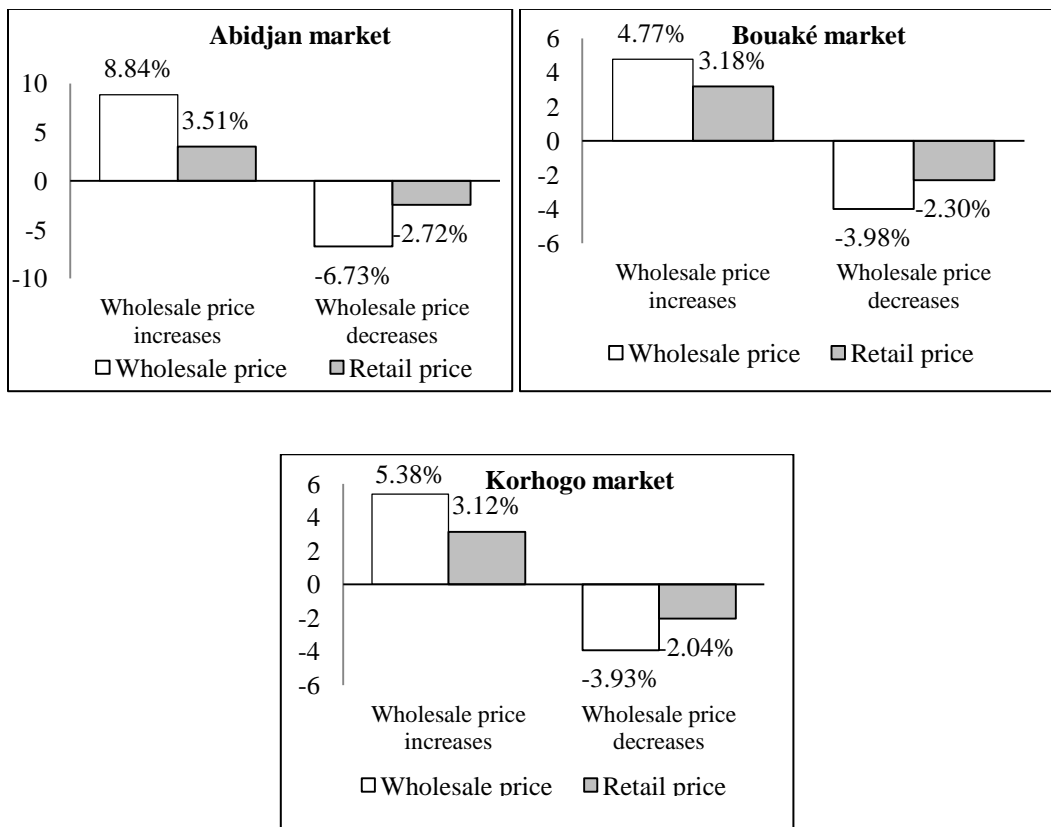 Abidjan market
8.84%
3.51%
10
5
0
-5
-10
-2.72%
-6.73%
Wholesale price increases
Wholesale price decreases
Wholesale price
Retail price
Bouaké market
4.77%
3.18%
6
4
2
0
-2
-4
-6
-2.30%
-3.98%
Wholesale price increases
Wholesale price decreases
Wholesale price
Retail price
Korhogo market
5.38%
3.12%
6
4
2
0
-2
-4
-6
-2.04%
-3.93%
Wholesale price increases
Wholesale price decreases
Wholesale price
Retail price